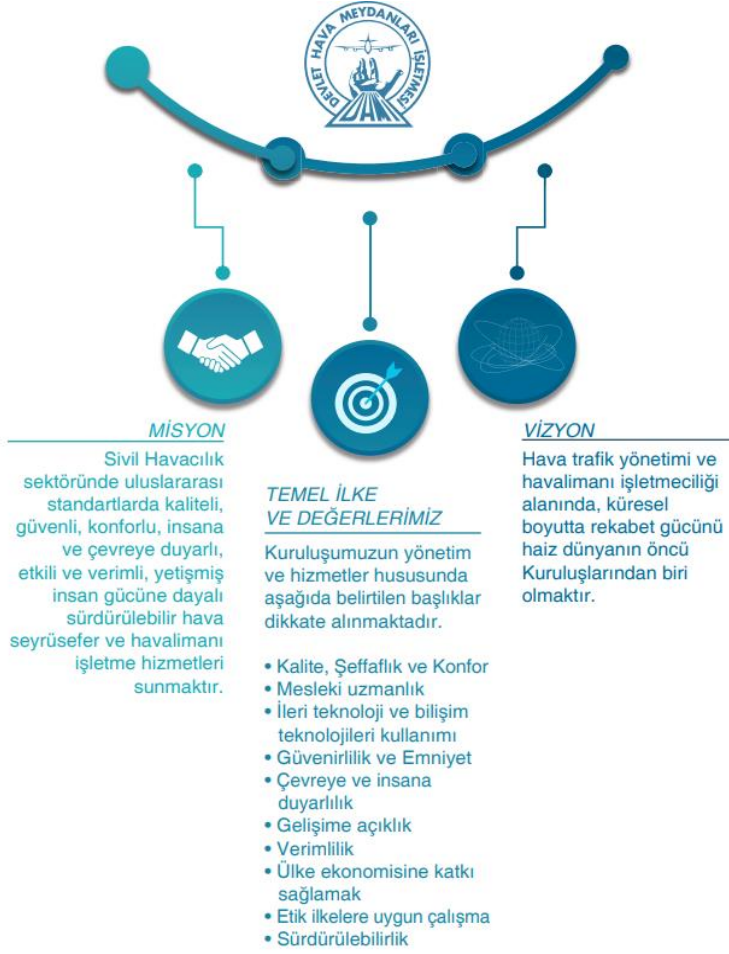 DEVLET HAVA MEYDANLARI İŞLETMESİ
DHMİ
MİSYON
Sivil Havacılık
sektöründe uluslararası
standartlarda kaliteli,
güvenli, konforlu, insana
ve çevreye duyarlı,
etkili ve verimli, yetişmiş
insan gücüne dayalı
sürdürülebilir hava
seyrüsefer ve havalimanı
işletme hizmetleri
sunmaktır.
TEMEL İLKE
VE DEĞERLERİMİZ
Kuruluşumuzun yönetim
ve hizmetler hususunda
aşağıda belirtilen başlıklar
dikkate alınmaktadır.
• Kalite, Şeffaflık ve Konfor
• Mesleki uzmanlık
• İleri teknoloji ve bilişim
teknolojileri kullanımı
• Güvenirlilik ve Emniyet
• Çevreye ve insana
duyarlılık
• Gelişime açıklık
• Verimlilik
• Ülke ekonomisine katkı
sağlamak
• Etik ilkelere uygun çalışma
• Sürdürülebilirlik
VİZYON
Hava trafik yönetimi ve
havalimanı işletmeciliği
alanında, küresel
boyutta rekabet gücünü
haiz dünyanın öncü
Kuruluşlarından biri
olmaktır.